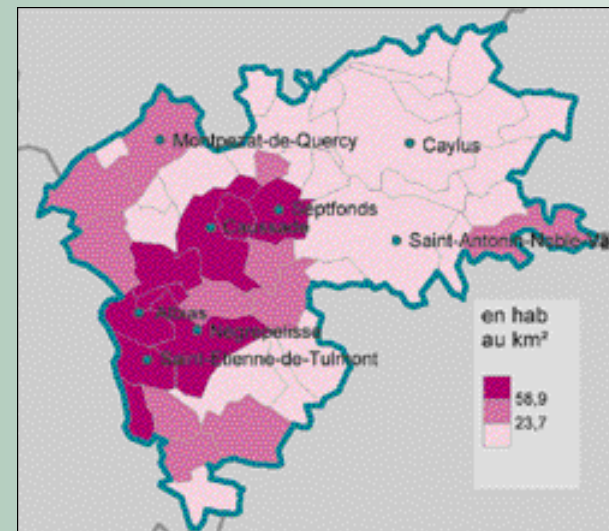 Montpezat-de-Quercy
Caylus
Septfonds
Caussade
Saint-Antonin-Noble-Val
Albias
Nègrepelisse
Saint-Etienne-de-Tulmont
en hab
au km²
58,9
23,7